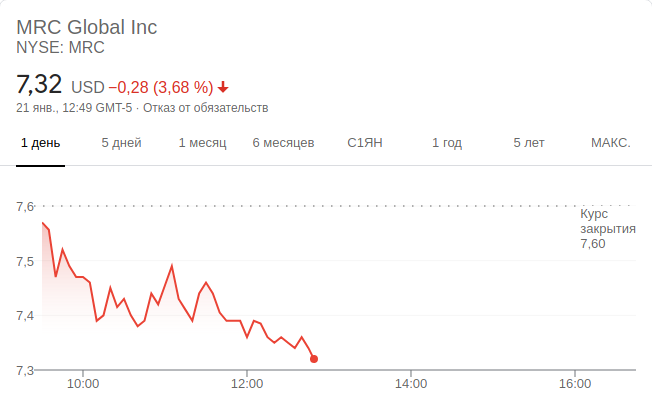 MRC Global Inc
NYSE: MRC
7,32 USD −0,28 (3,68 %) ↓
21 янв., 12:49 GMT-5 · Отказ от обязательств
1 день 5 дней 1 месяц 6 месяцев С1ЯН 1 год 5 лет МАКС.
7,6
Курс
закрытия
7,60
7,5
7,4
7,3
10:00 12:00 14:00 16:00